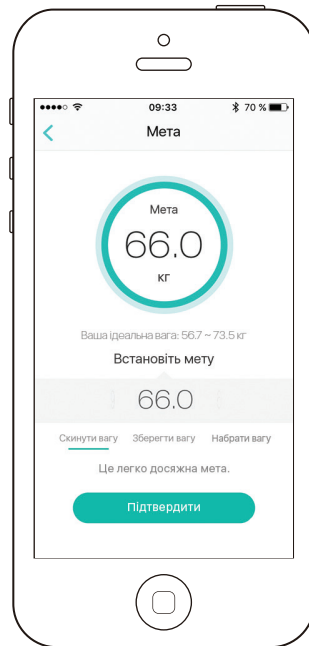 09:33
70 %
Мета
Мета
66.0
кг
Ваша ідеальна вага: 56.7 ~ 73.5 кг
Встановіть мету
66.0
Скинути вагу Зберегти вагу Набрати вагу
Це легко досяжна мета.
Підтвердити